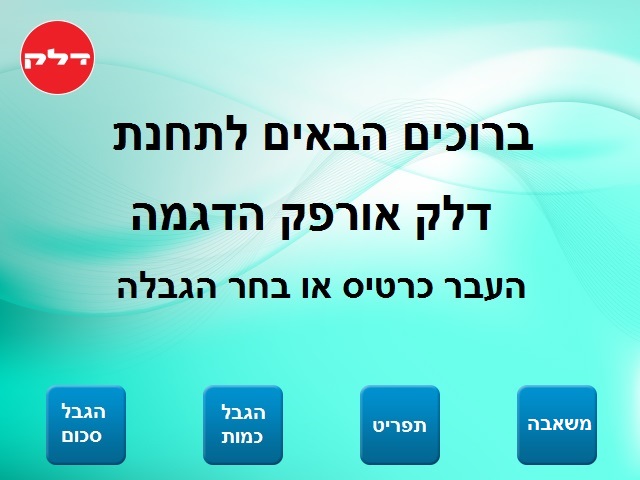 דלק
ברוכים הבאים לתחנת
דלק אורפק הדגמה
העבר כרטיס או בחר הגבלה
משאבה
תפריט
הגבל
כמות
הגבל
סכום